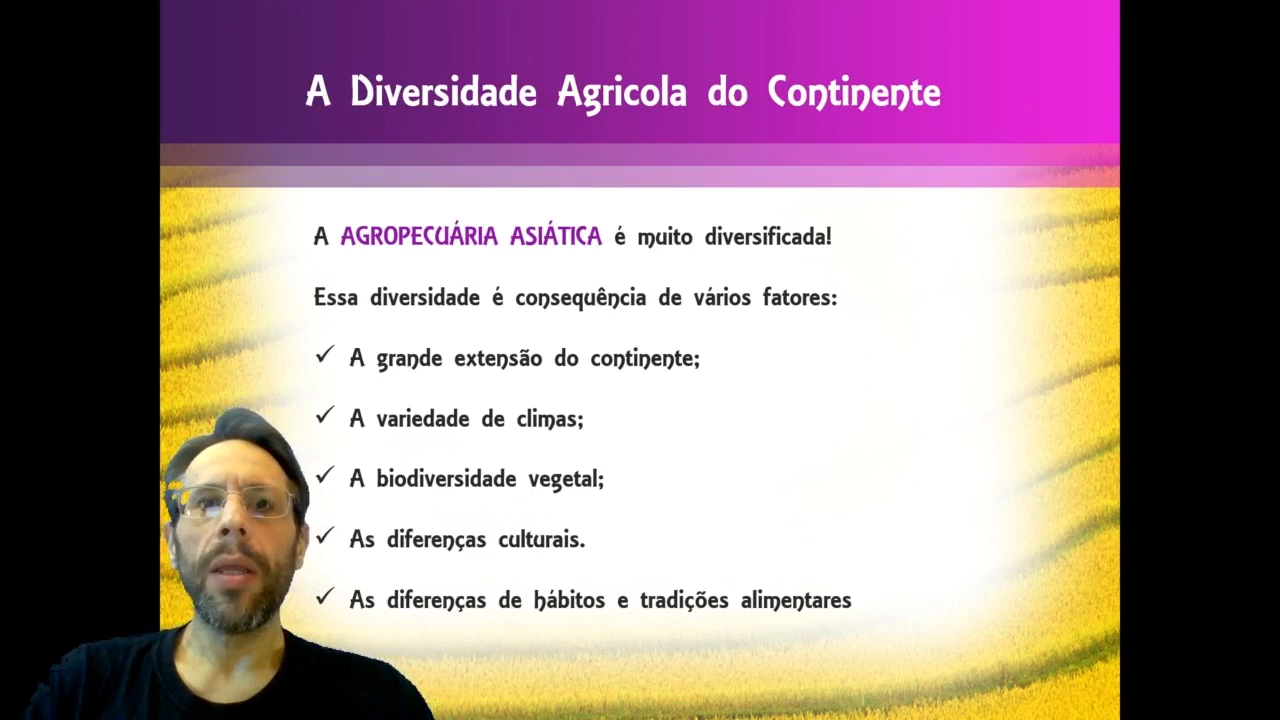 A Diversidade Agricola do Continente
A AGROPECUÁRIA ASIÁTICA é muito diversificada!
Essa diversidade é consequência de vários fatores:
✓ A grande extensão do continente;
✓ A variedade de climas;
✓ A biodiversidade vegetal;
✓ As diferenças culturais.
✓ As diferenças de hábitos e tradições alimentares